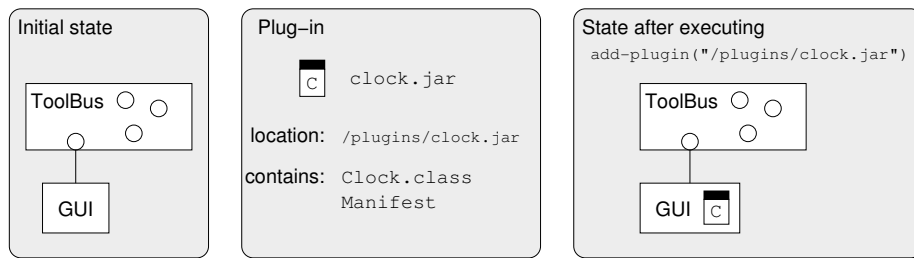 Initial state
ToolBus
GUI
Plug−in
C clock.jar
location: /plugins/clock.jar
contains: Clock.class
Manifest
State after executing
add-plugin("/plugins/clock.jar")
ToolBus
GUI C